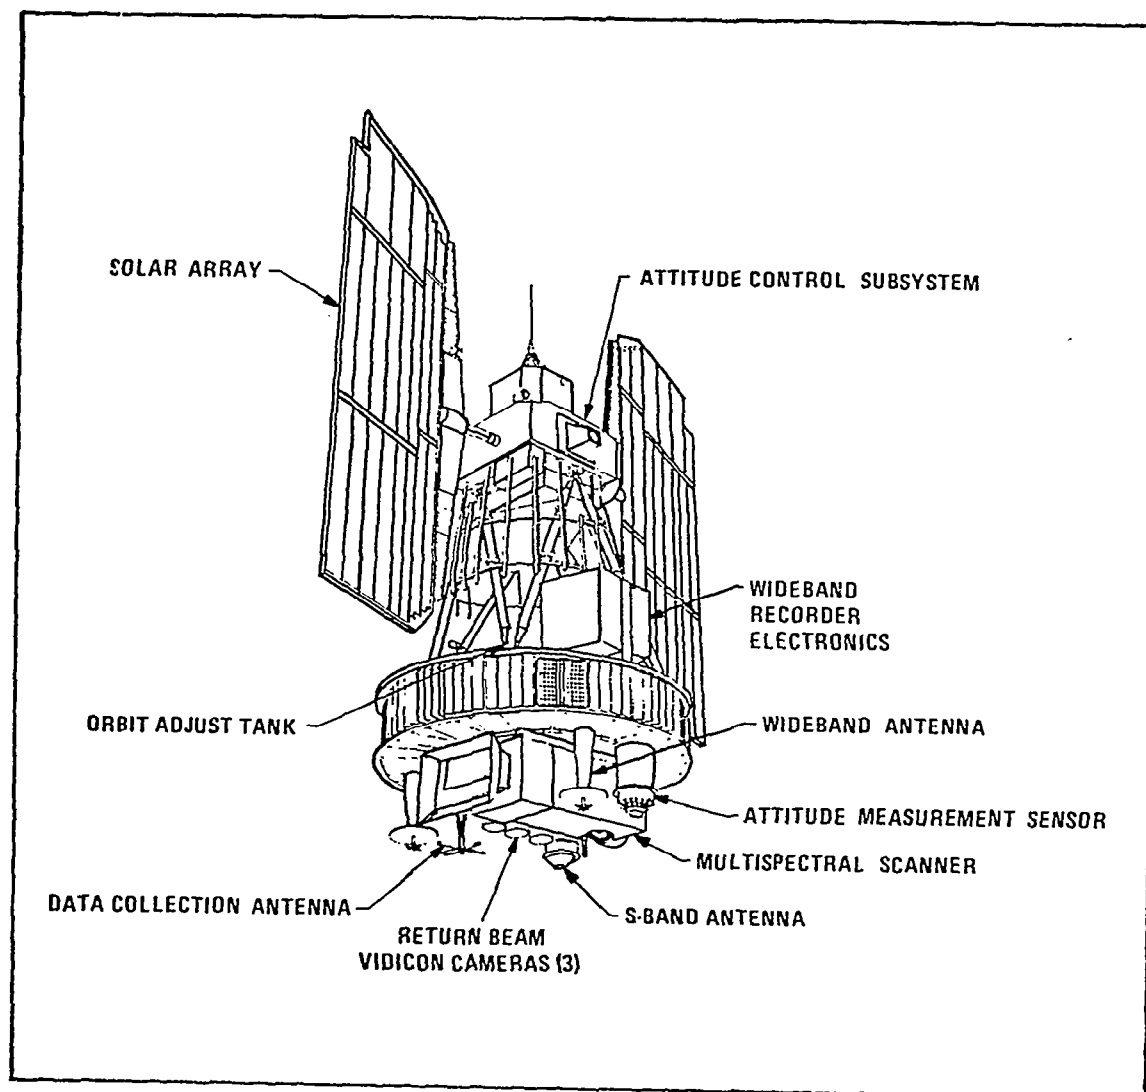 SOLAR ARRAY
ATTITUDE CONTROL SUBSYSTEM
WIDEBAND
RECORDER
ELECTRONICS
ORBIT ADJUST TANK
WIDEBAND ANTENNA
ATTITUDE MEASUREMENT SENSOR
MULTISPECTRAL SCANNER
DATA COLLECTION ANTENNA
S-BAND ANTENNA
RETURN BEAM
VIDICON CAMERAS (3)